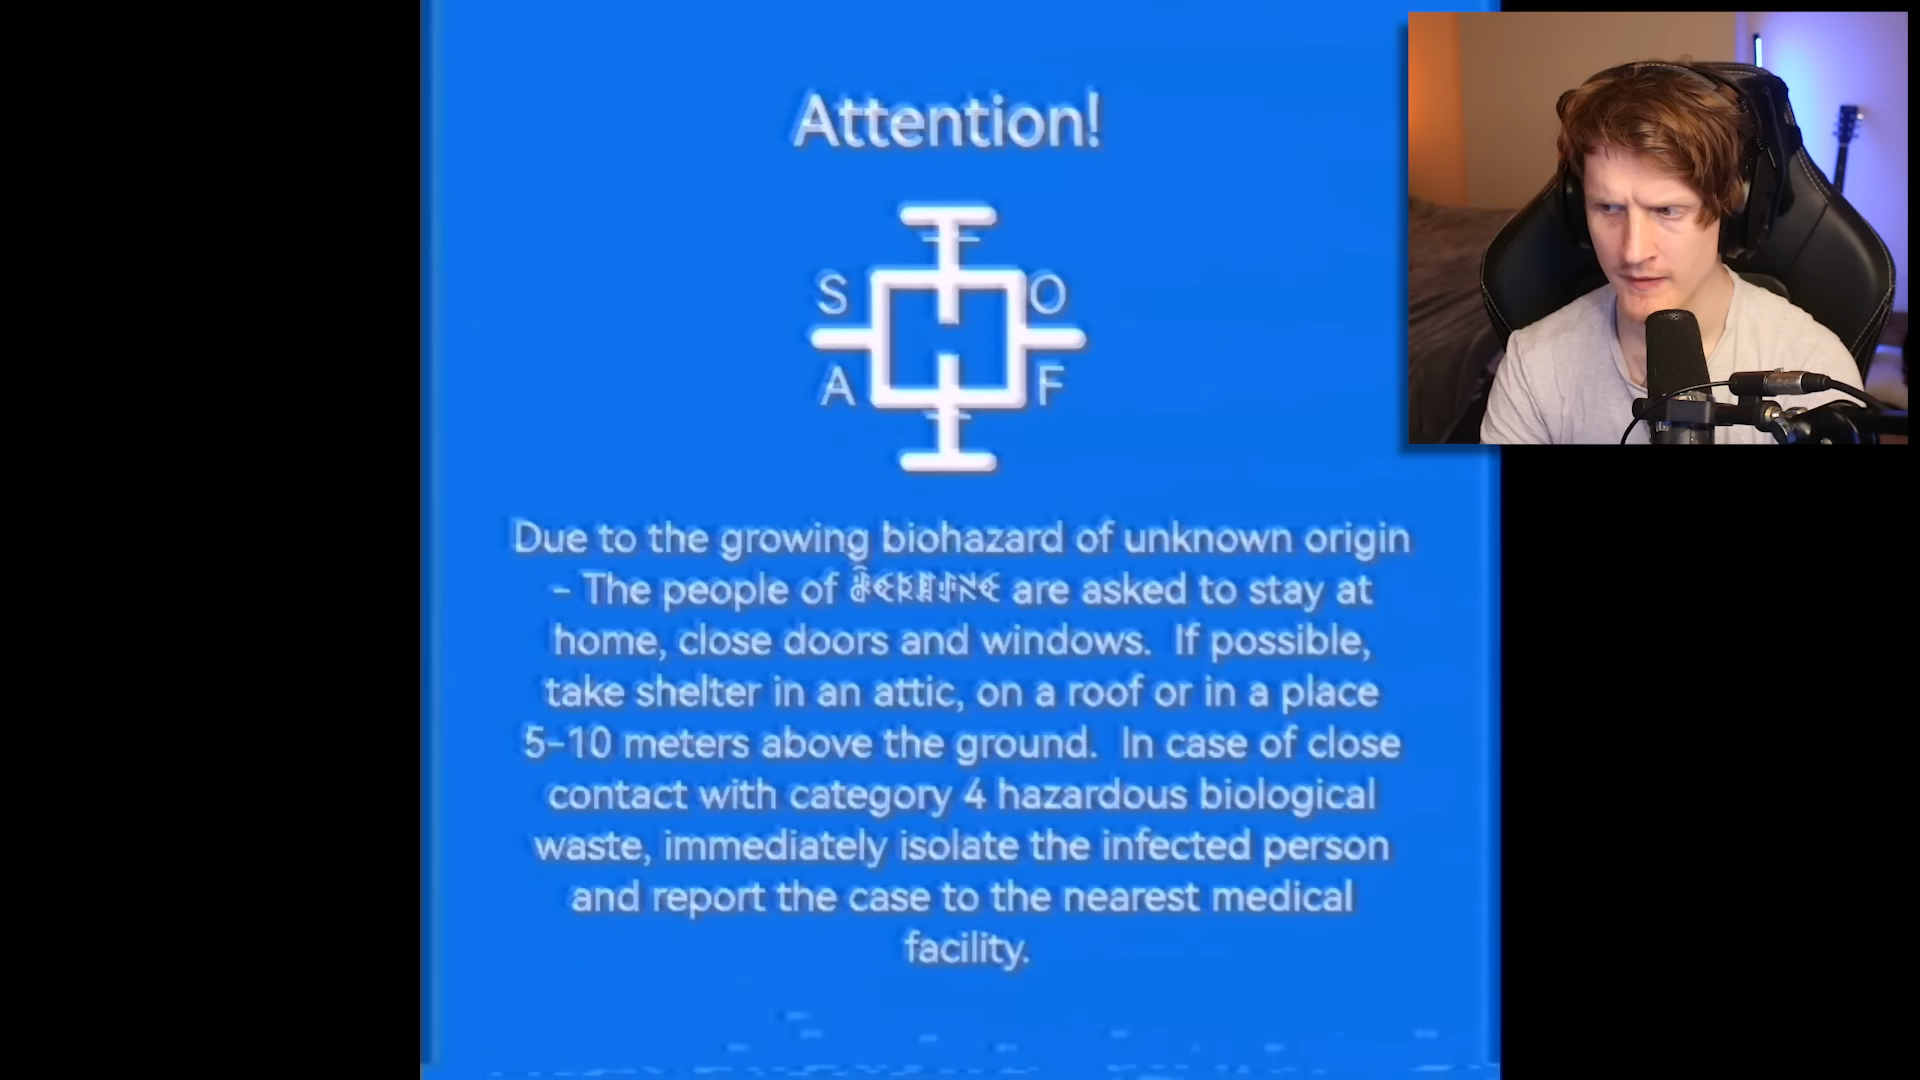 Attention!
S O
A F
Due to the growing biohazard of unknown origin
- The people of are asked to stay at
home, close doors and windows. If possible,
take shelter in an attic, on a roof or in a place
5-10 meters above the ground. In case of close
contact with category 4 hazardous biological
waste, immediately isolate the infected person
and report the case to the nearest medical
facility.